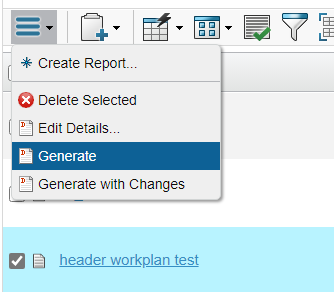 Create Report...
Delete Selected
Edit Details...
Generate
Generate with Changes
header workplan test